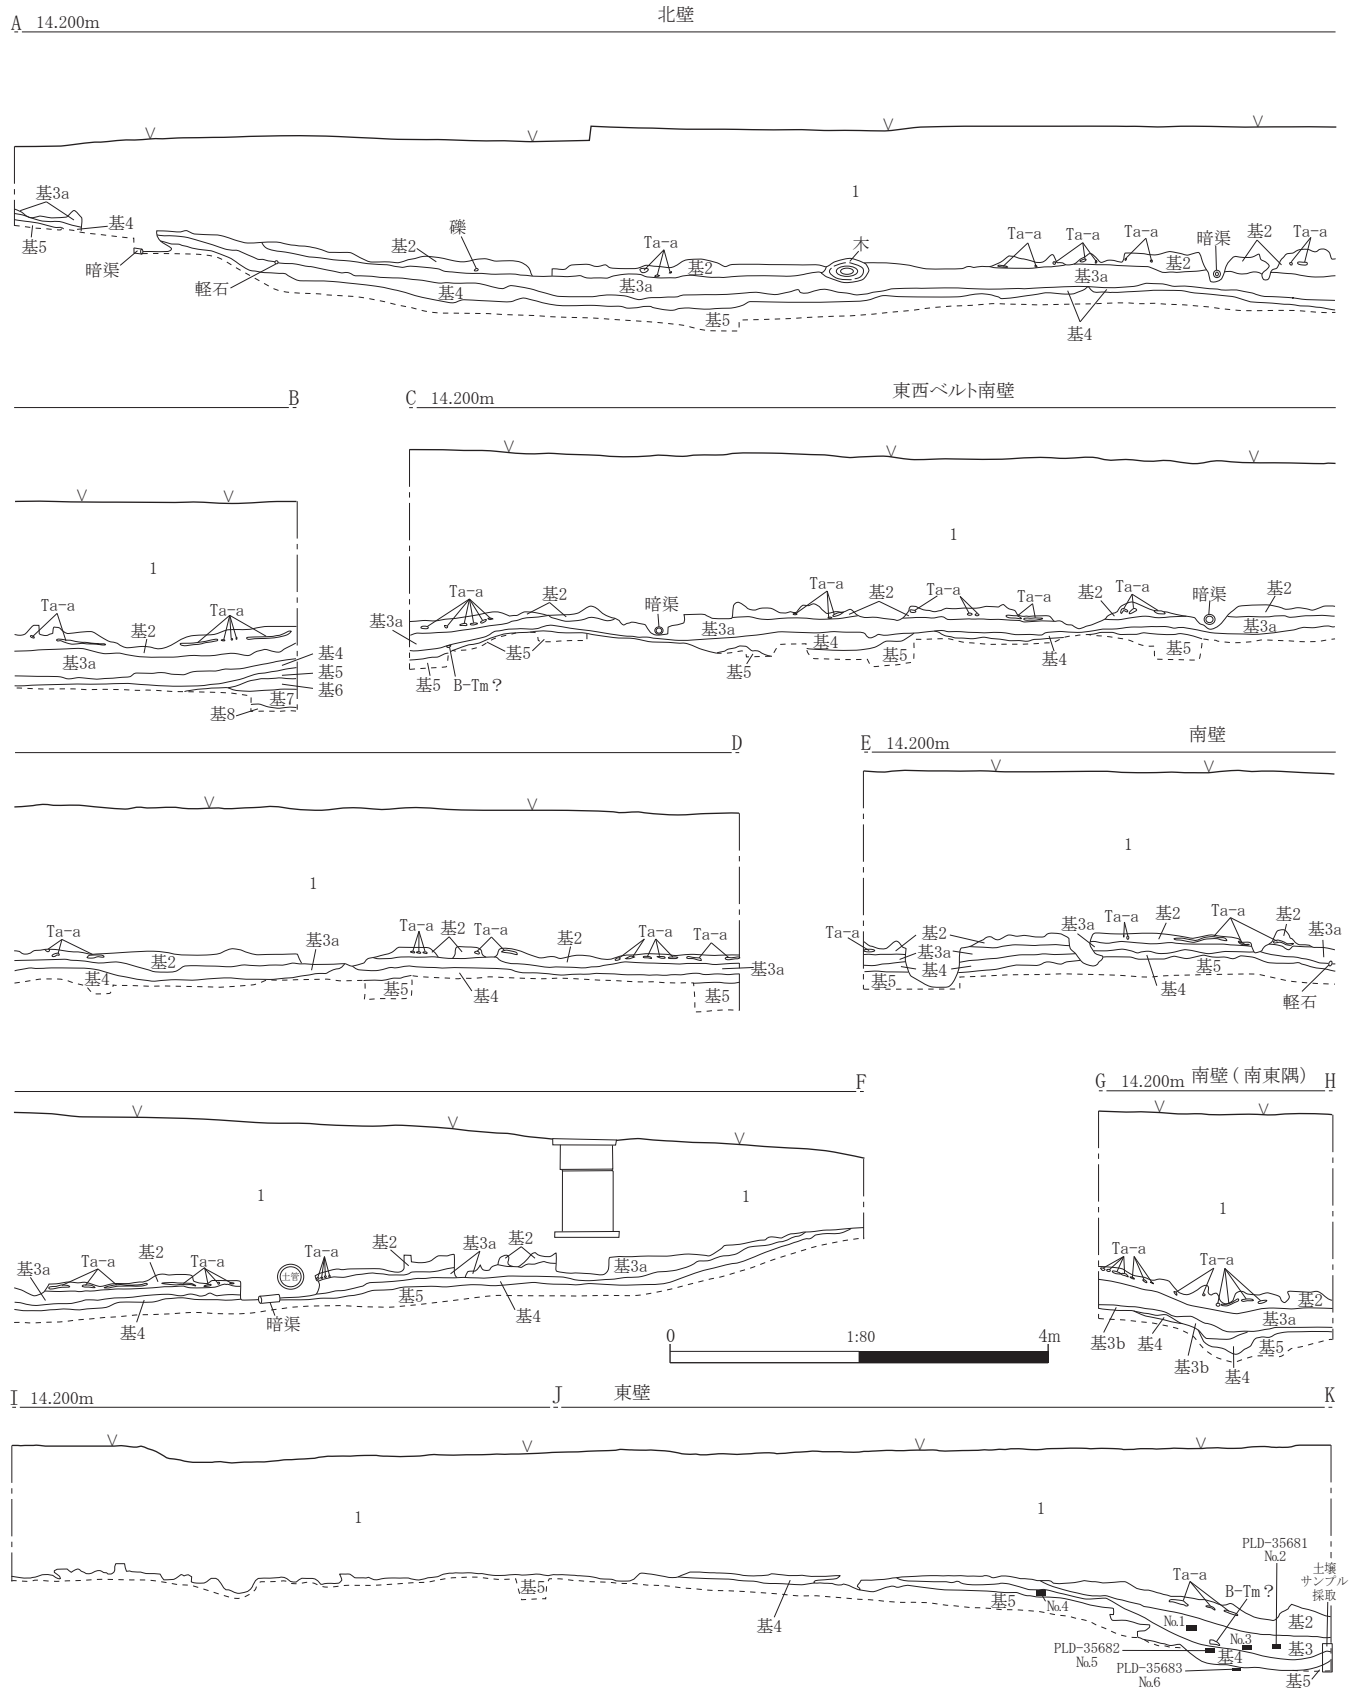 北壁
A 14.200m
1
基3a
基4
基5
暗渠
軽石
基2
礫
基4
Ta-a
基2
基3a
木
基5
Ta-a
Ta-a
Ta-a
暗渠
基2
Ta-a
基2
基3a
基4
B
C 14.200m
東西ベルト南壁
1
Ta-a
基2
Ta-a
基3a
基4
基5
基6
基7
基8
1
Ta-a
基2
暗渠
Ta-a
基2
Ta-a
Ta-a
基2
Ta-a
暗渠
基2
基3a
基3a
基3a
基5
基4
基5
基4
基5
基5
基5
B-Tm?
D
E 14.200m
南壁
1
Ta-a
基2
基3a
Ta-a
基2
Ta-a
基2
Ta-a
Ta-a
基3a
基4
基5
基4
基5
1
Ta-a
基2
基3a
基4
基5
基3a
Ta-a
基2
Ta-a
基2
基3a
基5
基4
軽石
F
G 14.200m 南壁(南東隅) H
1
1
基3a
Ta-a
基2
Ta-a
土管
Ta-a
基2
基3a
基2
基3a
基4
暗渠
基5
基4
1
Ta-a
Ta-a
基2
基3a
基3b
基4
基3b
基5
基4
0 1:80 4m
I 14.200m
J
東壁
K
1
1
基5
基4
基5
No.4
Ta-a
B-Tm?
PLD-35681
No.2
土壌
サンプル
採取
No.1
No.3
基2
基3
基4
基5
PLD-35682
No.5
PLD-35683
No.6